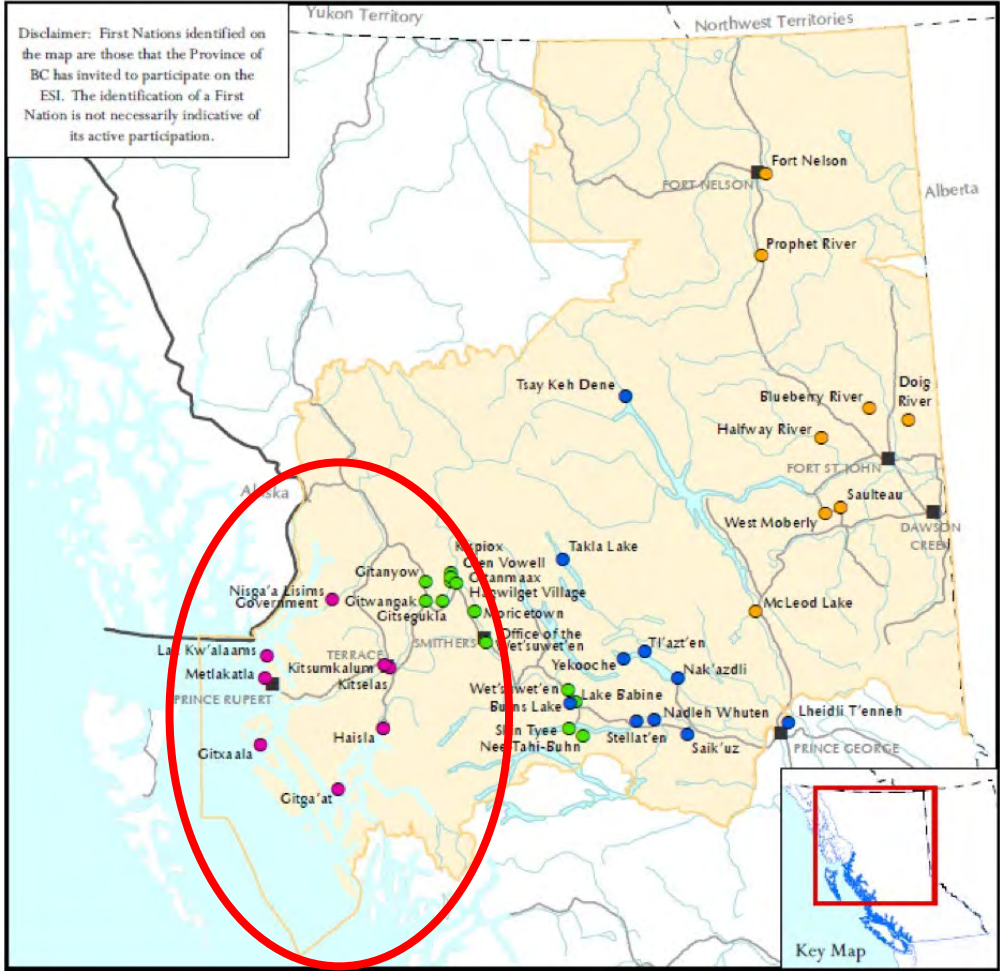 Yukon Territory
Northwest Territories
Disclaimer: First Nations identified on
the map are those that the Province of
BC has invited to participate on the
ESI. The identification of a First
Nation is not necessarily indicative of
its active participation.
Fort Nelson
FORT NELSON
Alberta
Prophet River
Tsay Keh Dene
Blueberry River
Doig
River
Halfway River
FORT ST JOHN
Alaska
Saulteau
West Moberly
DAWSON
CREEK
Kispiox
Glen Vowell
Takla Lake
Gitanyow
Gitanmaax
Hagwilget Village
Nisga'a Lisims
Government
Gitwangak
Gitsegukla
Moricetown
McLeod Lake
SMITHERS
Office of the
Wet'suwet'en
Lax Kw'alaams
TERRACE
Kitsumkalum
Kitselas
Tl'azt'en
Yekooche
Metlakatla
Nak'azdli
PRINCE RUPERT
Wet'suwet'en
Lake Babine
Burns Lake
Nadleh Whuten
Lheidli T'enneh
Haisla
Skin Tyee
Stellat'en
Saik'uz
PRINCE GEORGE
Nee-Tahi-Buhn
Gitxaala
Gitga'at
Key Map